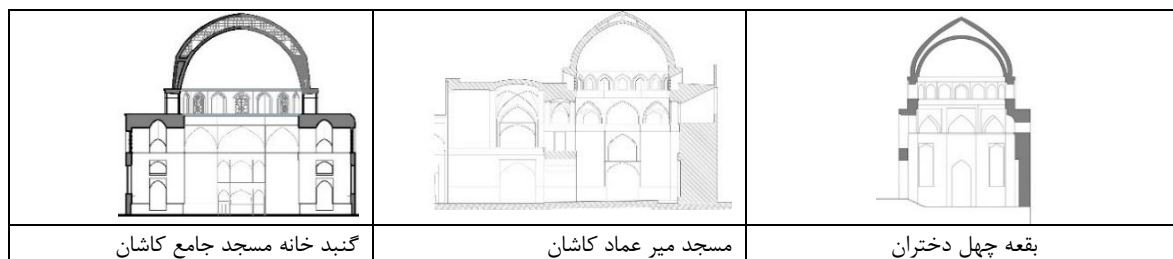 بقعه چهل دختران
مسجد میر عماد کاشان
گنبد خانه مسجد جامع کاشان